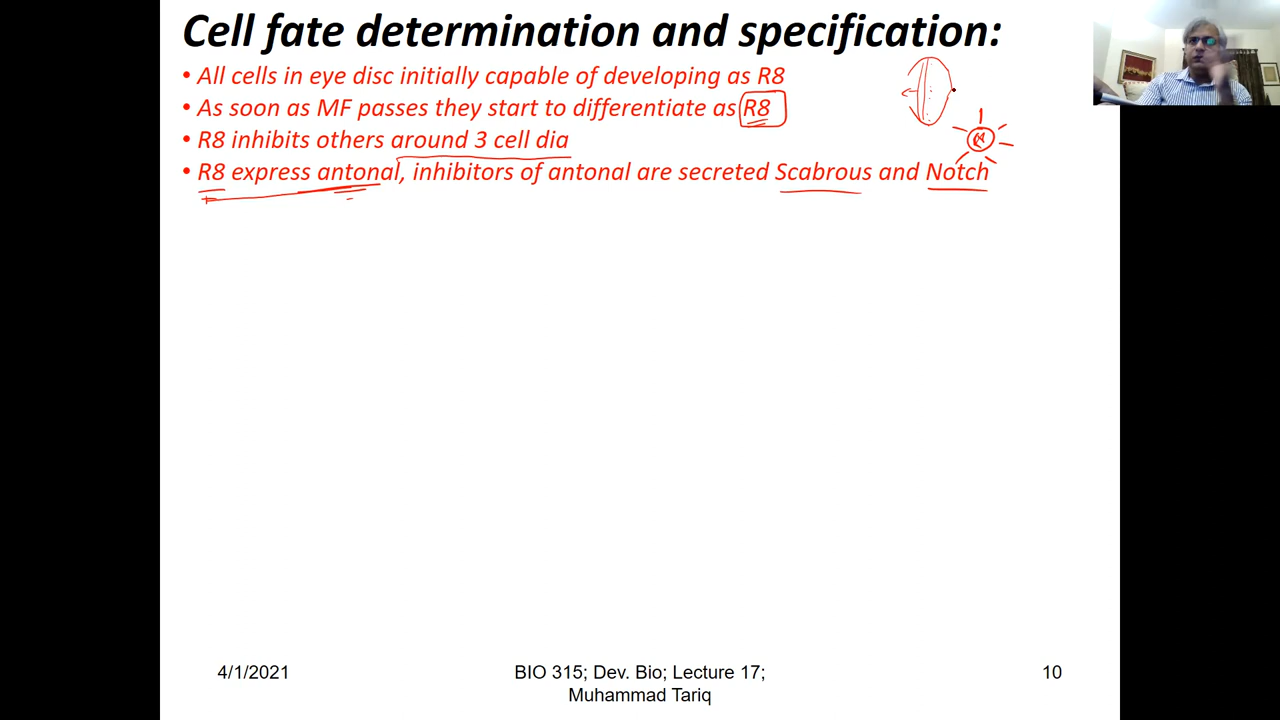 Cell fate determination and specification:
• All cells in eye disc initially capable of developing as R8
• As soon as MF passes they start to differentiate as R8
• R8 inhibits others around 3 cell dia
• R8 express antonal, inhibitors of antonal are secreted Scabrous and Notch
4/1/2021
BIO 315; Dev. Bio; Lecture 17;
Muhammad Tariq
10